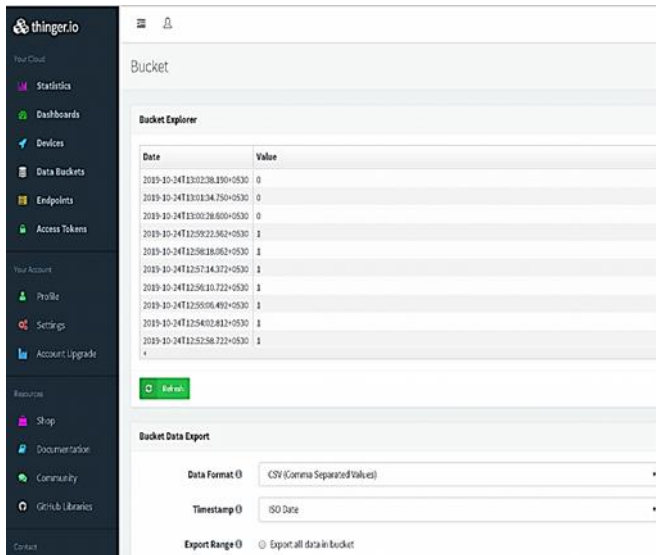 thinger.io
Your Cloud
Statistics
Dashboards
Devices
Data Buckets
Endpoints
Access Tokens
Your Account
Profile
Settings
Account Upgrade
Resources
Shop
Documentation
Community
GitHub Libraries
Contact
Bucket
Bucket Explorer
Date Value
2019-10-24T13:02:38.190+0530 0
2019-10-24T13:01:34.750+0530 0
2019-10-24T13:00:28.600+0530 0
2019-10-24T12:59:22.562+0530 1
2019-10-24T12:58:18.062+0530 1
2019-10-24T12:57:14.372+0530 1
2019-10-24T12:56:10.722+0530 1
2019-10-24T12:55:06.492+0530 1
2019-10-24T12:54:02.812+0530 1
2019-10-24T12:52:58.722+0530 1
Refresh
Bucket Data Export
Data Format CSV (Comma Separated Values)
Timestamp ISO Date
Export Range Export all data in bucket